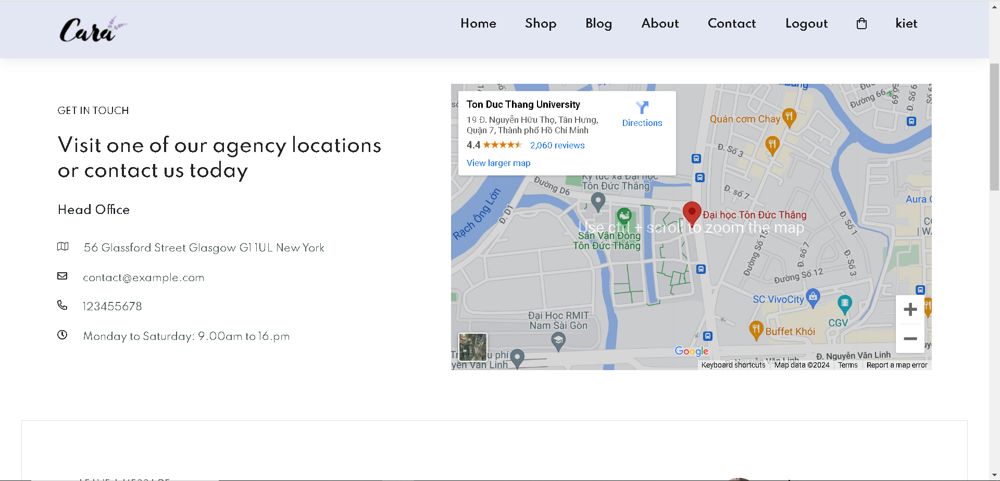 Cara
Home Shop Blog About Contact Logout kiet
GET IN TOUCH
Visit one of our agency locations
or contact us today
Head Office
56 Glassford Street Glasgow G1 1UL New York
contact@example.com
123455678
Monday to Saturday: 9.00am to 16.pm
Ton Duc Thang University
19 Đ. Nguyễn Hữu Thọ, Tân Hưng,
Quận 7, Thành phố Hồ Chí Minh
4.4 2,060 reviews
View larger map
Directions
Quán cơm Chay
Đường 66
Đ. Số 6
Đ. Số 3
Đ. số 7
Tôn Đức Thắng
Đường D6
Đ. D1
Rạch Ông Lớn
Aura
Đại học Tôn Đức Thắng
Use ctrl + scroll to zoom the map
Sân Vận Động
Tôn Đức Thắng
Đ. Số 1
Đường Số 15
Đ. số 7
Đ. Số 3
Đường Số 12
SC VivoCity
CGV
Buffet Khói
Đại Học RMIT
Nam Sài Gòn
u phí
yễn Văn Linh
Google
Đ. Nguyễn Văn Linh
Keyboard shortcuts Map data ©2024 Terms Report a map error